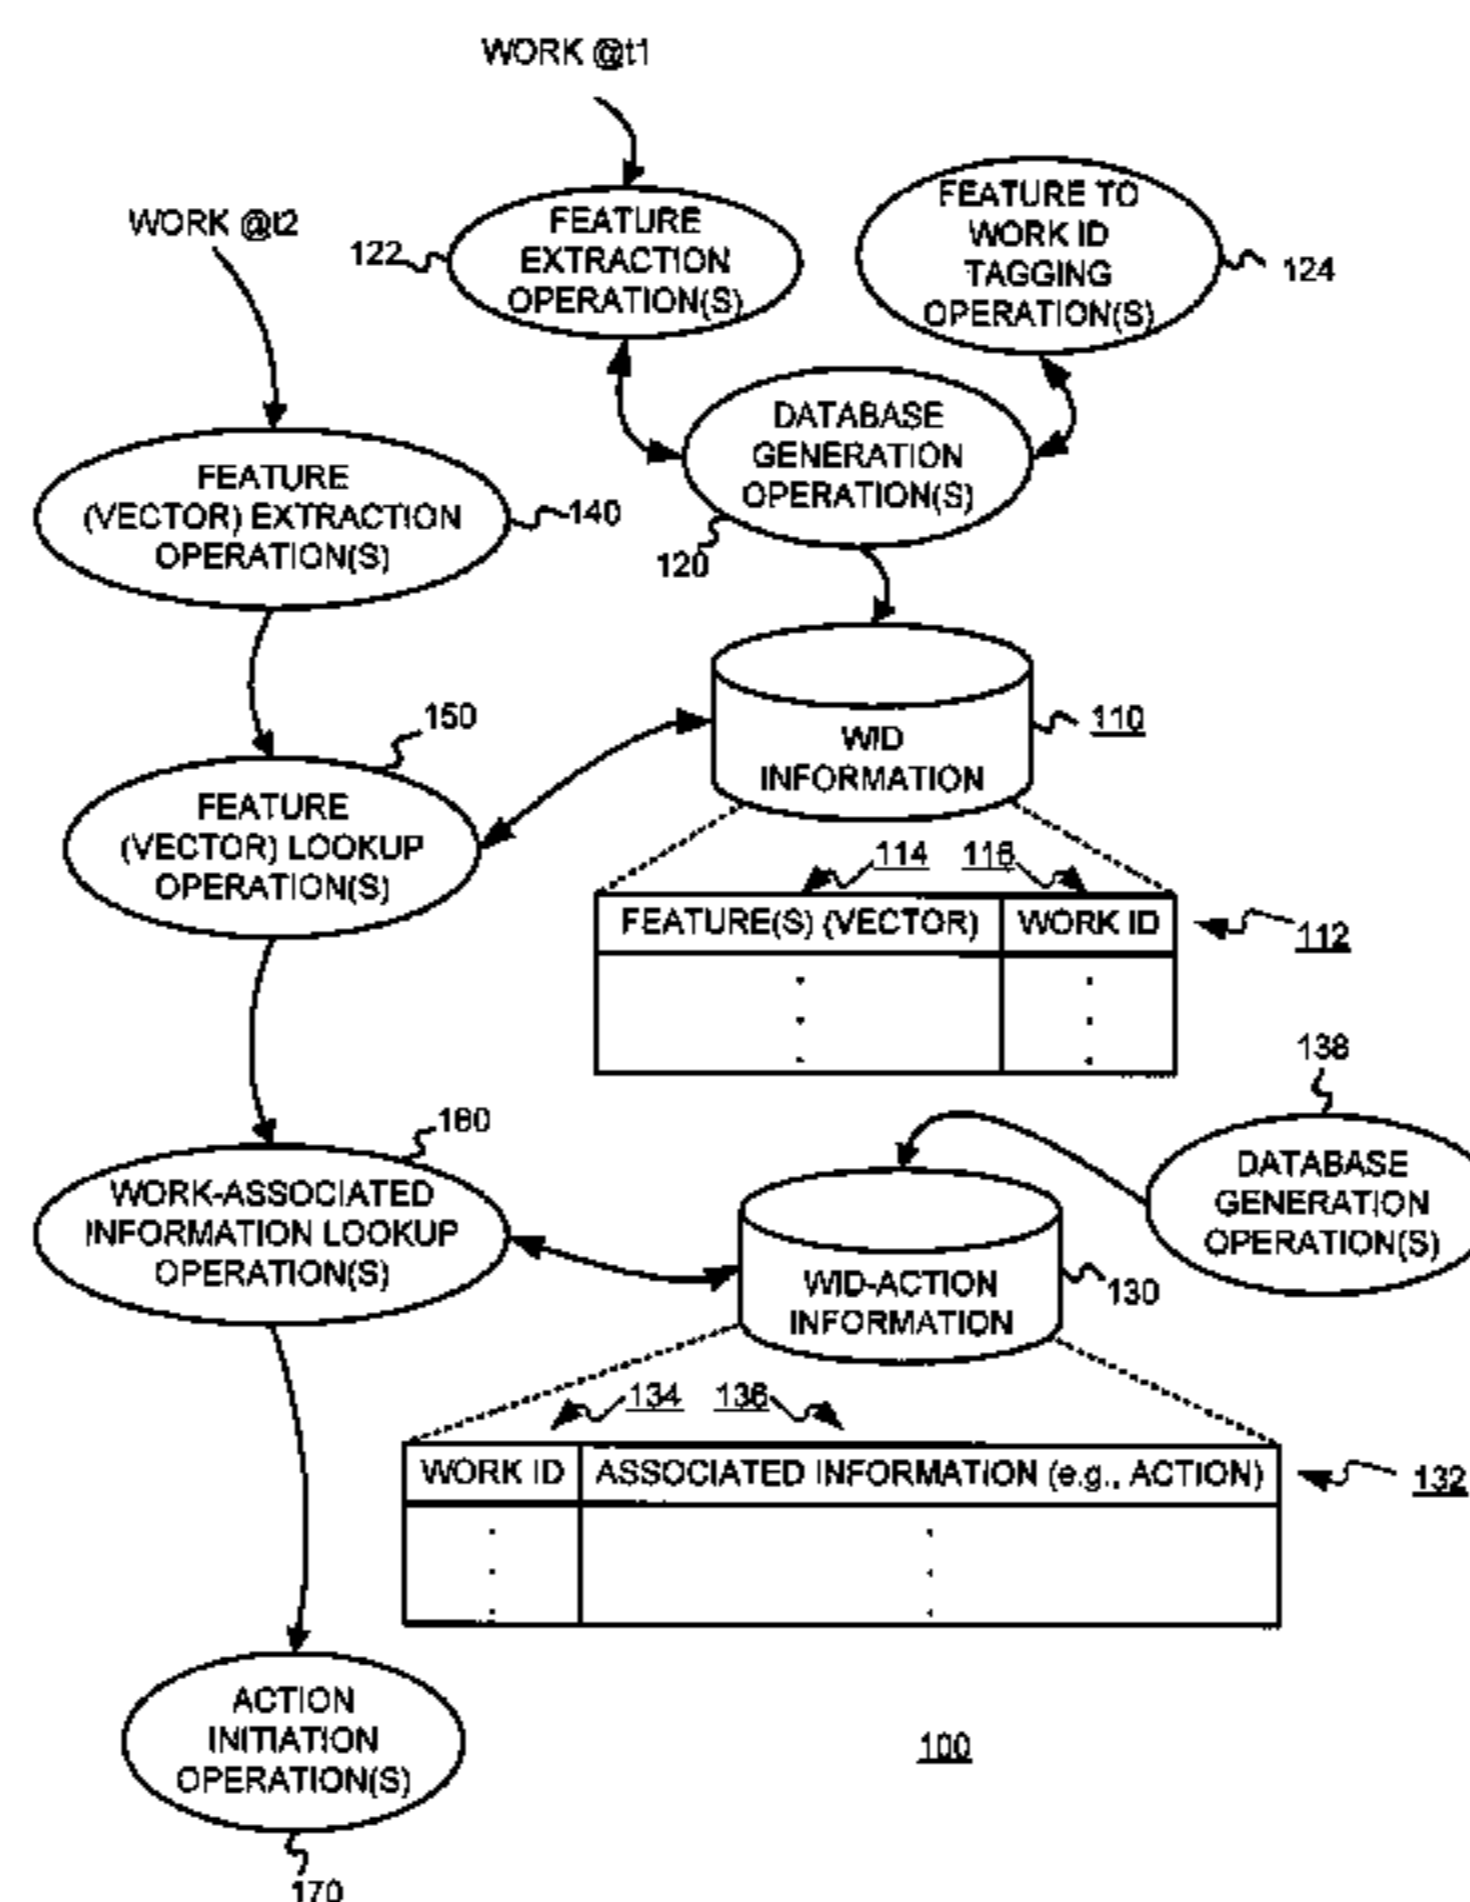 WORK @t1
WORK @t2
122
FEATURE
EXTRACTION
OPERATION(S)
FEATURE TO
WORK ID
TAGGING
OPERATION(S)
124
DATABASE
GENERATION
OPERATION(S)
120
FEATURE
(VECTOR) EXTRACTION
OPERATION(S)
140
WID
INFORMATION
110
150
FEATURE
(VECTOR) LOOKUP
OPERATION(S)
114 116
FEATURE(S) (VECTOR) WORK ID
112
138
DATABASE
GENERATION
OPERATION(S)
160
WORK-ASSOCIATED
INFORMATION LOOKUP
OPERATION(S)
WID-ACTION
INFORMATION
130
134 136
WORK ID ASSOCIATED INFORMATION (e.g., ACTION)
132
ACTION
INITIATION
OPERATION(S)
170
100